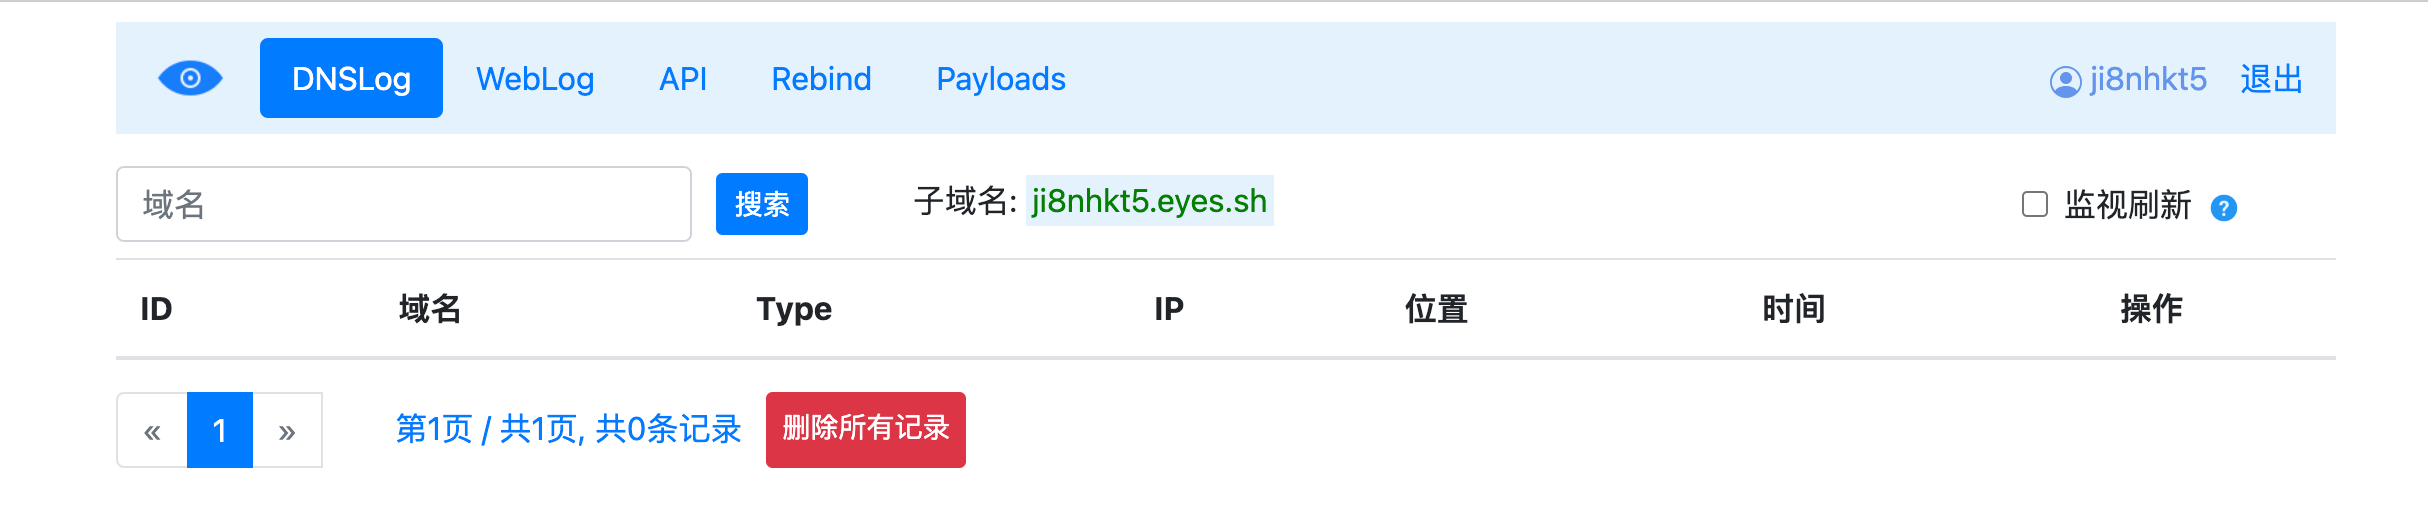 DNSLog WebLog API Rebind Payloads ji8nhkt5 退出
域名 搜索 子域名: ji8nhkt5.eyes.sh 监视刷新 ?
ID 域名 Type IP 位置 时间 操作
« 1 » 第1页 / 共1页, 共0条记录 删除所有记录